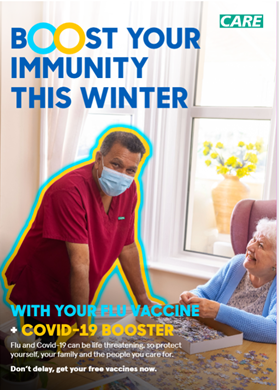 CARE
BOOST YOUR
IMMUNITY
THIS WINTER
WITH YOUR FLU VACCINE
+ COVID-19 BOOSTER
Flu and Covid-19 can be life threatening, so protect
yourself, your family and the people you care for.
Don't delay, get your free vaccines now.